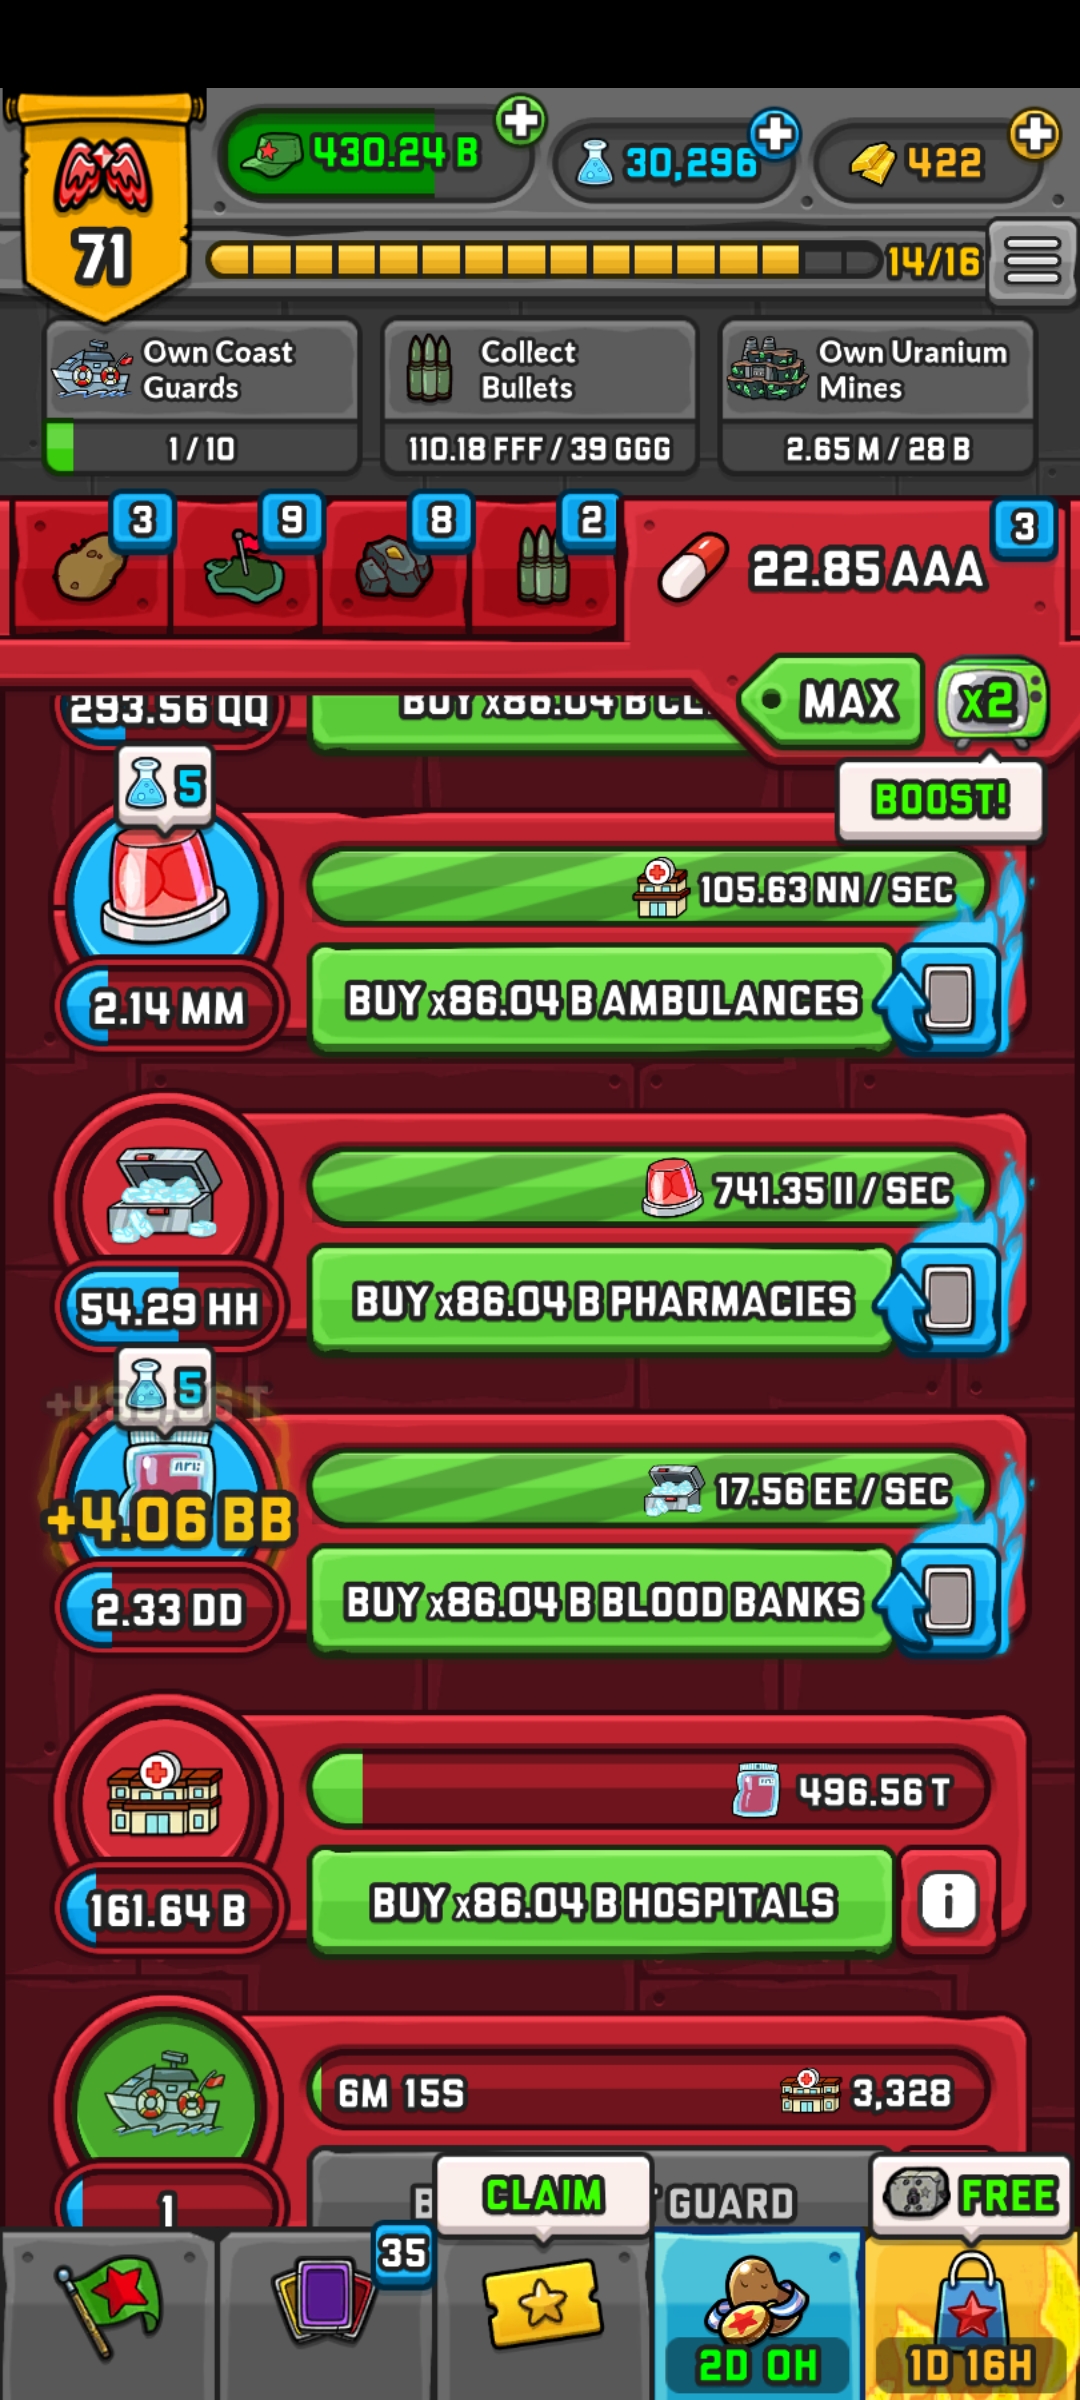 71
430.24 B
30,296
422
14/16
Own Coast Guards
1/10
Collect Bullets
110.18 FFF / 39 GGG
Own Uranium Mines
2.65 M / 28 B
3
9
8
2
22.85 AAA
3
MAX
x2
BOOST!
293.56 QQ
BUY x86.04 B
5
105.63 NN / SEC
2.14 MM
BUY x86.04 B AMBULANCES
741.35 II / SEC
54.29 HH
BUY x86.04 B PHARMACIES
5
17.56 EE / SEC
+4.06 BB
2.33 DD
BUY x86.04 B BLOOD BANKS
496.56 T
161.64 B
BUY x86.04 B HOSPITALS
i
6M 15S
3,328
1
GUARD
CLAIM
FREE
35
2D 0H
1D 16H